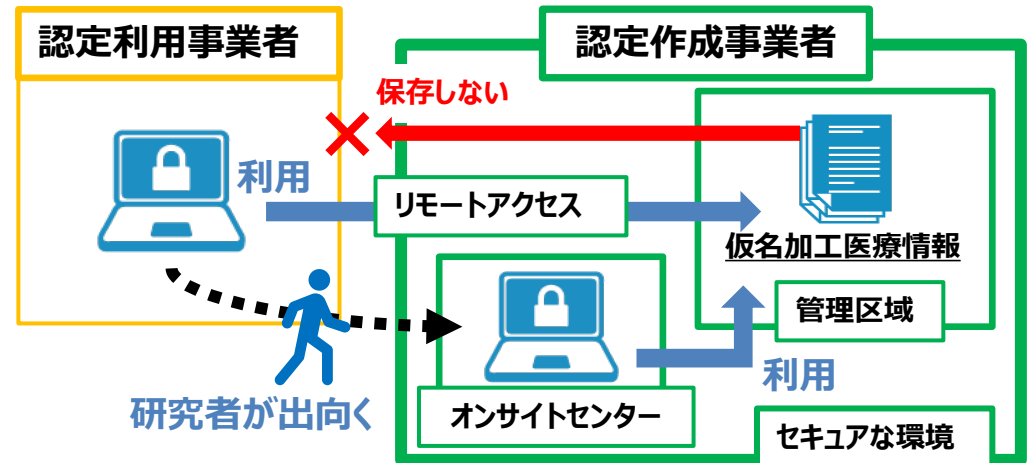 認定利用事業者
認定作成事業者
保存しない
利用
リモートアクセス
仮名加工医療情報
管理区域
利用
研究者が出向く
オンサイトセンター
セキュアな環境